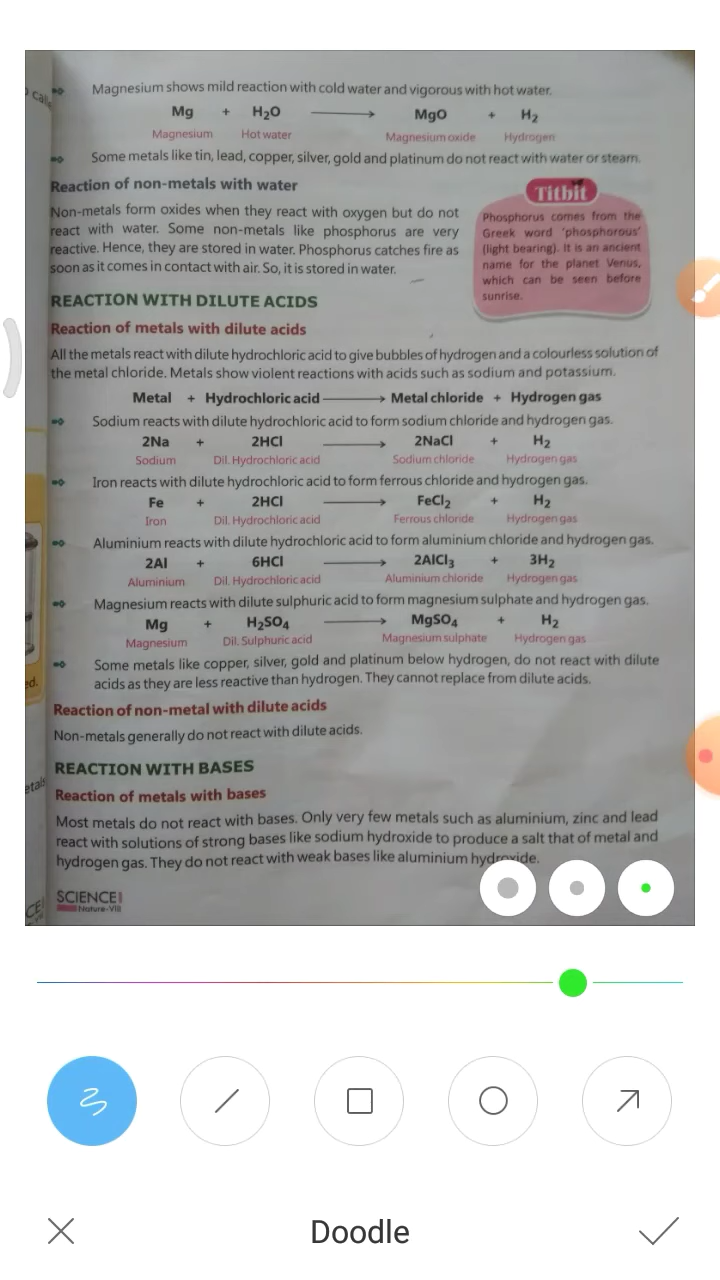 Magnesium shows mild reaction with cold water and vigorous with hot water.
Mg + H₂O ⟶ MgO + H₂
Magnesium Hot water Magnesium oxide Hydrogen
Some metals like tin, lead, copper, silver, gold and platinum do not react with water or steam.
Reaction of non-metals with water
Non-metals form oxides when they react with oxygen but do not
react with water. Some non-metals like phosphorus are very
reactive. Hence, they are stored in water. Phosphorus catches fire as
soon as it comes in contact with air. So, it is stored in water.
Titbit
Phosphorus comes from the
Greek word 'phosphorous'
(light bearing). It is an ancient
name for the planet Venus,
which can be seen before
sunrise.
REACTION WITH DILUTE ACIDS
Reaction of metals with dilute acids
All the metals react with dilute hydrochloric acid to give bubbles of hydrogen and a colourless solution of
the metal chloride. Metals show violent reactions with acids such as sodium and potassium.
Metal + Hydrochloric acid ⟶ Metal chloride + Hydrogen gas
Sodium reacts with dilute hydrochloric acid to form sodium chloride and hydrogen gas.
2Na + 2HCl ⟶ 2NaCl + H₂
Sodium Dil. Hydrochloric acid Sodium chloride Hydrogen gas
Iron reacts with dilute hydrochloric acid to form ferrous chloride and hydrogen gas.
Fe + 2HCl ⟶ FeCl₂ + H₂
Iron Dil. Hydrochloric acid Ferrous chloride Hydrogen gas
Aluminium reacts with dilute hydrochloric acid to form aluminium chloride and hydrogen gas.
2Al + 6HCl ⟶ 2AlCl₃ + 3H₂
Aluminium Dil. Hydrochloric acid Aluminium chloride Hydrogen gas
Magnesium reacts with dilute sulphuric acid to form magnesium sulphate and hydrogen gas.
Mg + H₂SO₄ ⟶ MgSO₄ + H₂
Magnesium Dil. Sulphuric acid Magnesium sulphate Hydrogen gas
Some metals like copper, silver, gold and platinum below hydrogen, do not react with dilute
acids as they are less reactive than hydrogen. They cannot replace from dilute acids.
Reaction of non-metal with dilute acids
Non-metals generally do not react with dilute acids.
REACTION WITH BASES
Reaction of metals with bases
Most metals do not react with bases. Only very few metals such as aluminium, zinc and lead
react with solutions of strong bases like sodium hydroxide to produce a salt that of metal and
hydrogen gas. They do not react with weak bases like aluminium hydroxide.
SCIENCE
Nature-VIII
Doodle